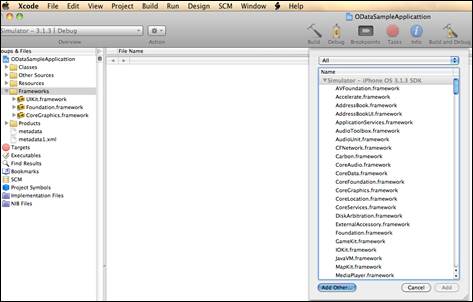 Xcode File Edit View Project Build Run Design SCM Window Help
ODataSampleApplicattion
Simulator - 3.1.3 | Debug
Overview
Action
Build
Debug
Breakpoints
Tasks
Info
Build and Debug
oups & Files
ODataSampleApplicattion
Classes
Other Sources
Resources
Frameworks
UIKit.framework
Foundation.framework
CoreGraphics.framework
Products
metadata
metadata1.xml
Targets
Executables
Find Results
Bookmarks
SCM
Project Symbols
Implementation Files
NIB Files
File Name
All
Name
Simulator - iPhone OS 3.1.3 SDK
AVFoundation.framework
Accelerate.framework
AddressBook.framework
AddressBookUI.framework
ApplicationServices.framework
AudioToolbox.framework
AudioUnit.framework
CFNetwork.framework
Carbon.framework
CoreAudio.framework
CoreData.framework
CoreFoundation.framework
CoreGraphics.framework
CoreLocation.framework
CoreServices.framework
DiskArbitration.framework
ExternalAccessory.framework
Foundation.framework
GameKit.framework
IOKit.framework
JavaVM.framework
MapKit.framework
MediaPlayer.framework
Add Other...
Cancel
Add